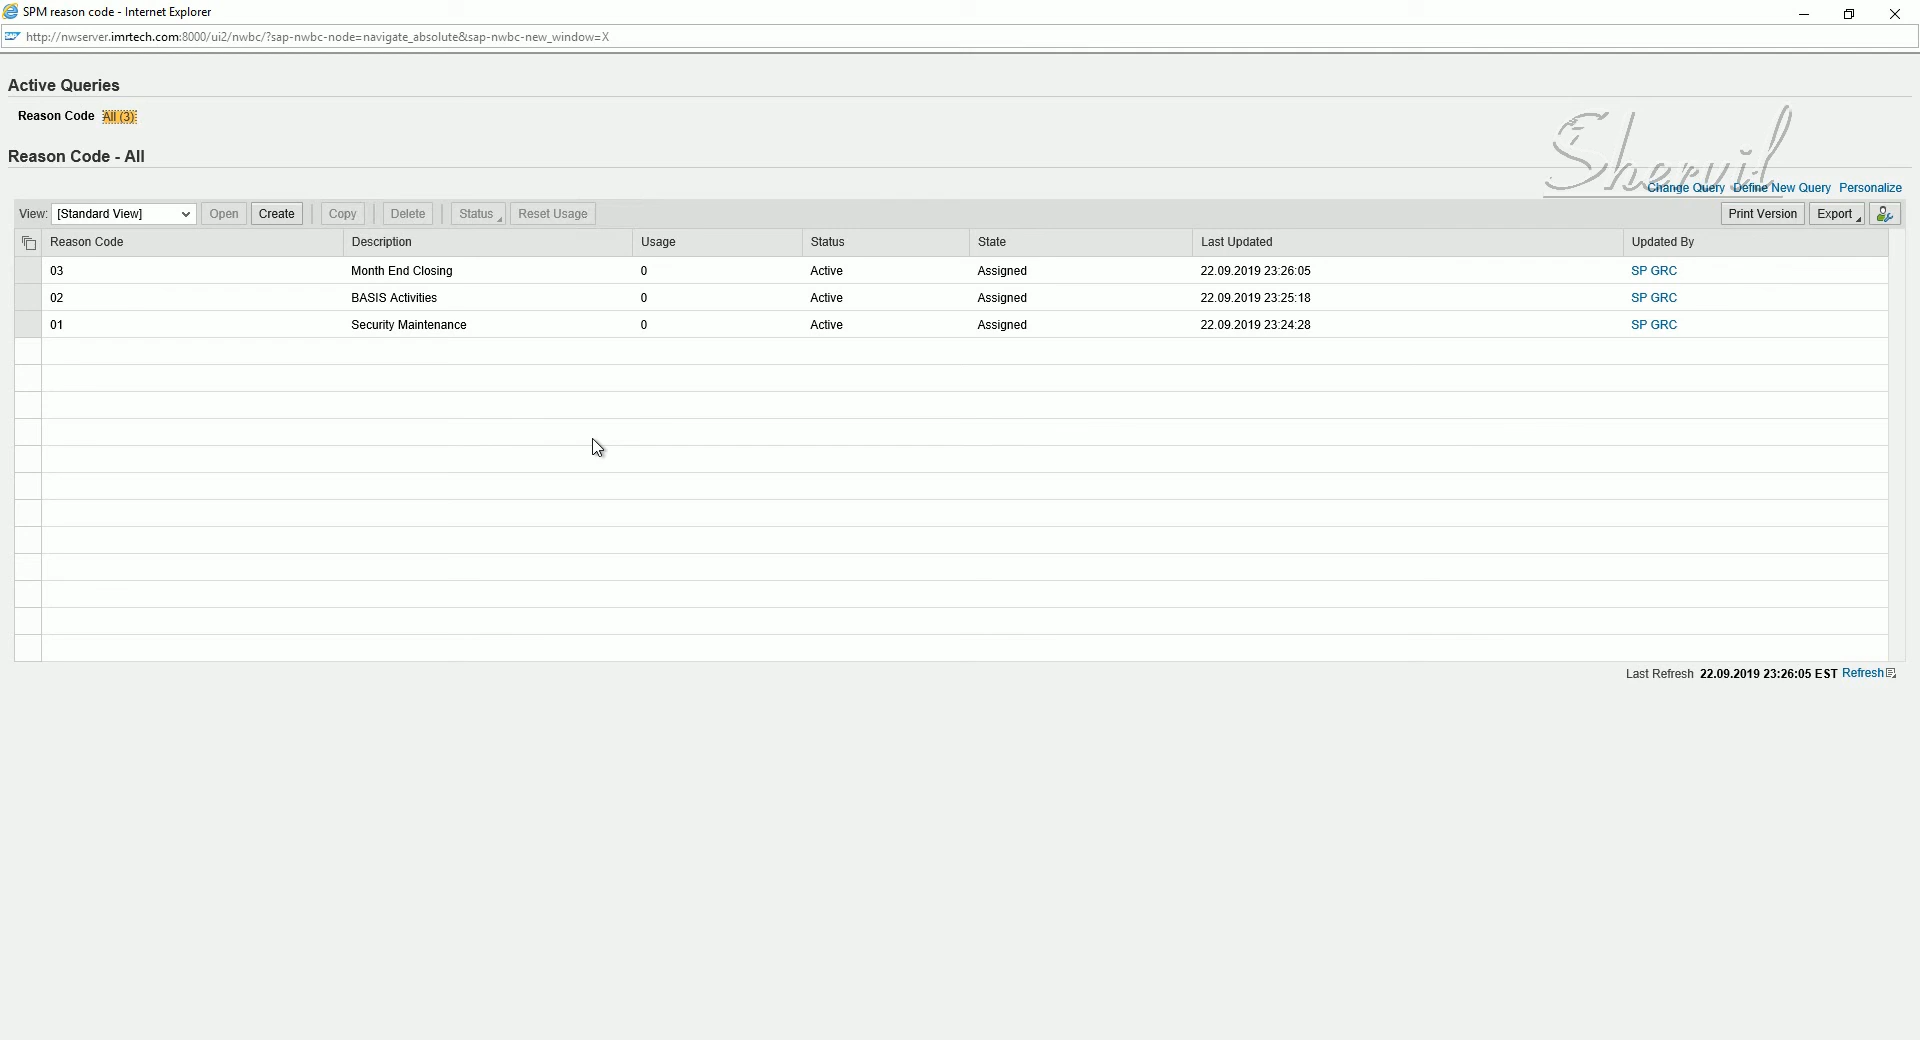 SPM reason code - Internet Explorer
http://nwserver.imrtech.com:8000/ui2/nwbc/?sap-nwbc-node=navigate_absolute&sap-nwbc-new_window=X
Active Queries
Reason Code All (3)
Shervil
Reason Code - All
Change Query Define New Query Personalize
View: [Standard View] Open Create Copy Delete Status Reset Usage Print Version Export
Reason Code Description Usage Status State Last Updated Updated By
03 Month End Closing 0 Active Assigned 22.09.2019 23:26:05 SP GRC
02 BASIS Activities 0 Active Assigned 22.09.2019 23:25:18 SP GRC
01 Security Maintenance 0 Active Assigned 22.09.2019 23:24:28 SP GRC
Last Refresh 22.09.2019 23:26:05 EST Refresh